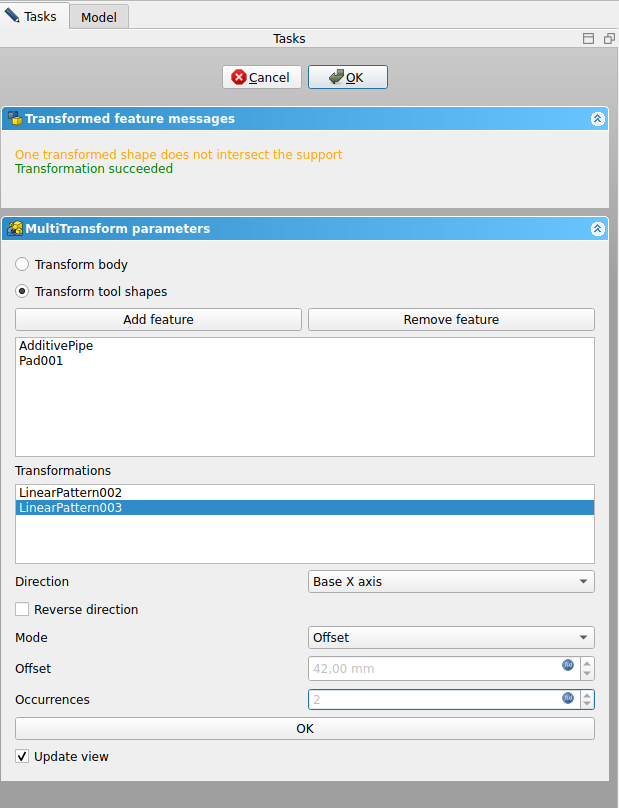 Tasks
Model
Tasks
Cancel
OK
Transformed feature messages
One transformed shape does not intersect the support
Transformation succeeded
MultiTransform parameters
Transform body
Transform tool shapes
Add feature
Remove feature
AdditivePipe
Pad001
Transformations
LinearPattern002
LinearPattern003
Direction
Base X axis
Reverse direction
Mode
Offset
Offset
42,00 mm
Occurrences
2
OK
Update view